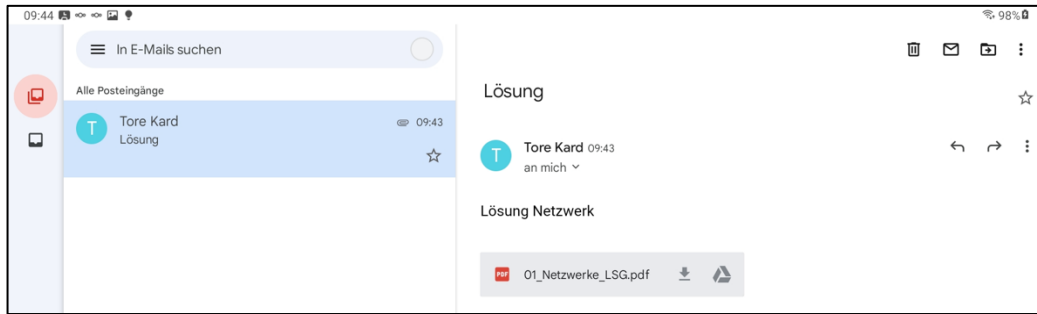 09:44
98%
In E-Mails suchen
Alle Posteingänge
T
Tore Kard
09:43
Lösung
Lösung
T
Tore Kard 09:43
an mich
Lösung Netzwerk
PDF
01_Netzwerke_LSG.pdf